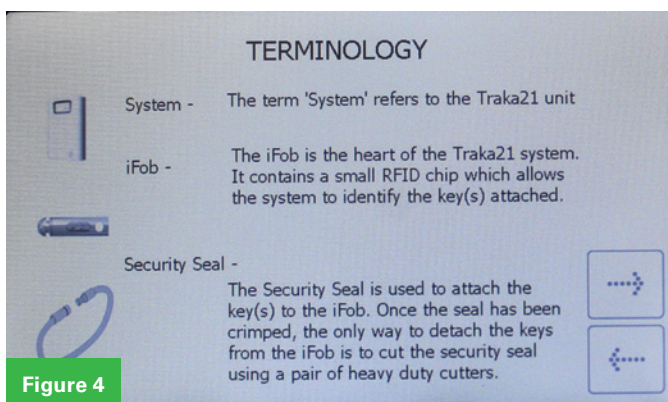 TERMINOLOGY
System -
The term 'System' refers to the Traka21 unit
iFob -
The iFob is the heart of the Traka21 system.
It contains a small RFID chip which allows
the system to identify the key(s) attached.
Security Seal -
The Security Seal is used to attach the
key(s) to the iFob. Once the seal has been
crimped, the only way to detach the keys
from the iFob is to cut the security seal
using a pair of heavy duty cutters.
Figure 4